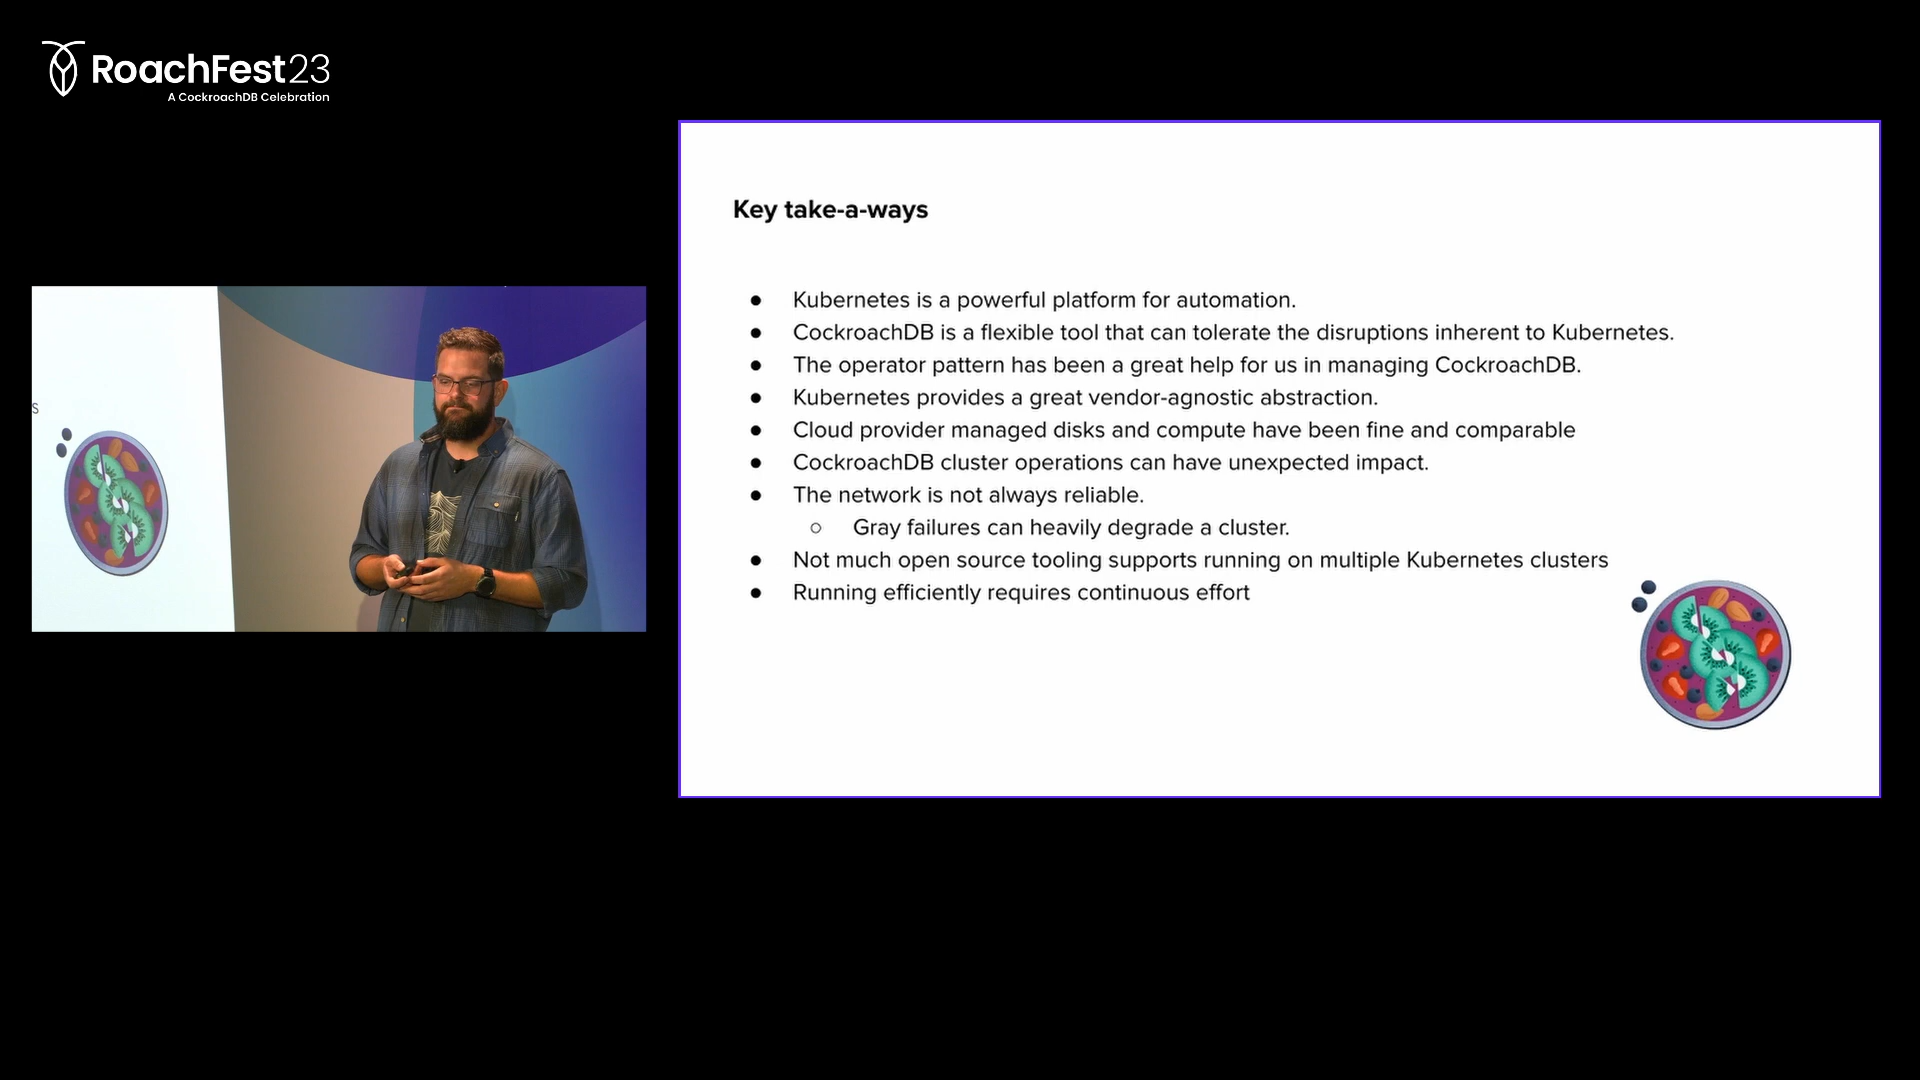 RoachFest23
A CockroachDB Celebration
s
Key take-a-ways
● Kubernetes is a powerful platform for automation.
● CockroachDB is a flexible tool that can tolerate the disruptions inherent to Kubernetes.
● The operator pattern has been a great help for us in managing CockroachDB.
● Kubernetes provides a great vendor-agnostic abstraction.
● Cloud provider managed disks and compute have been fine and comparable
● CockroachDB cluster operations can have unexpected impact.
● The network is not always reliable.
○ Gray failures can heavily degrade a cluster.
● Not much open source tooling supports running on multiple Kubernetes clusters
● Running efficiently requires continuous effort